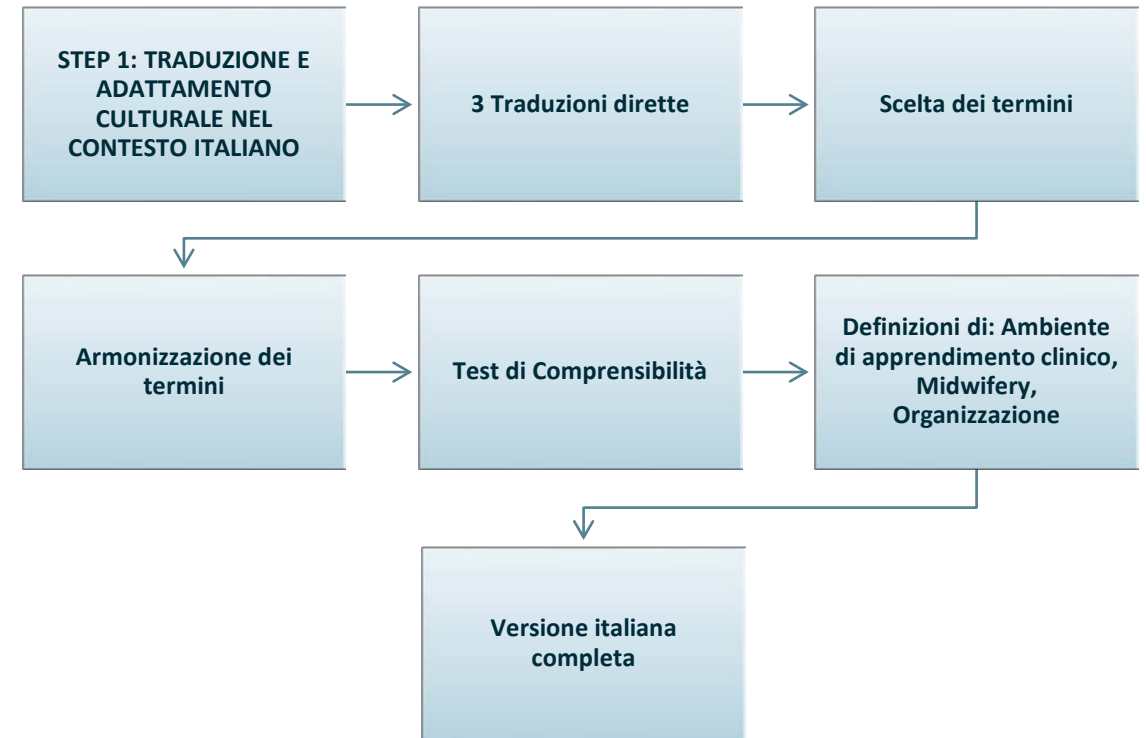 STEP 1: TRADUZIONE E
ADATTAMENTO
CULTURALE NEL
CONTESTO ITALIANO
3 Traduzioni dirette
Scelta dei termini
Armonizzazione dei
termini
Test di Comprensibilità
Definizioni di: Ambiente
di apprendimento clinico,
Midwifery,
Organizzazione
Versione italiana
completa